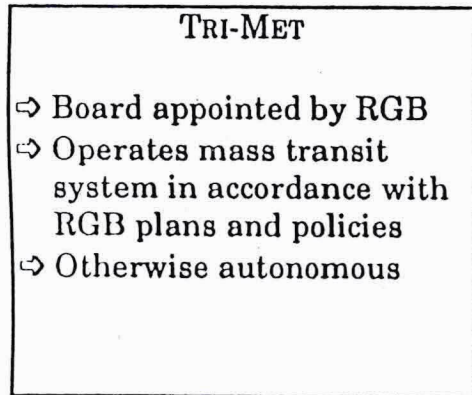 TRI-MET
⇨ Board appointed by RGB
⇨ Operates mass transit
system in accordance with
RGB plans and policies
⇨ Otherwise autonomous